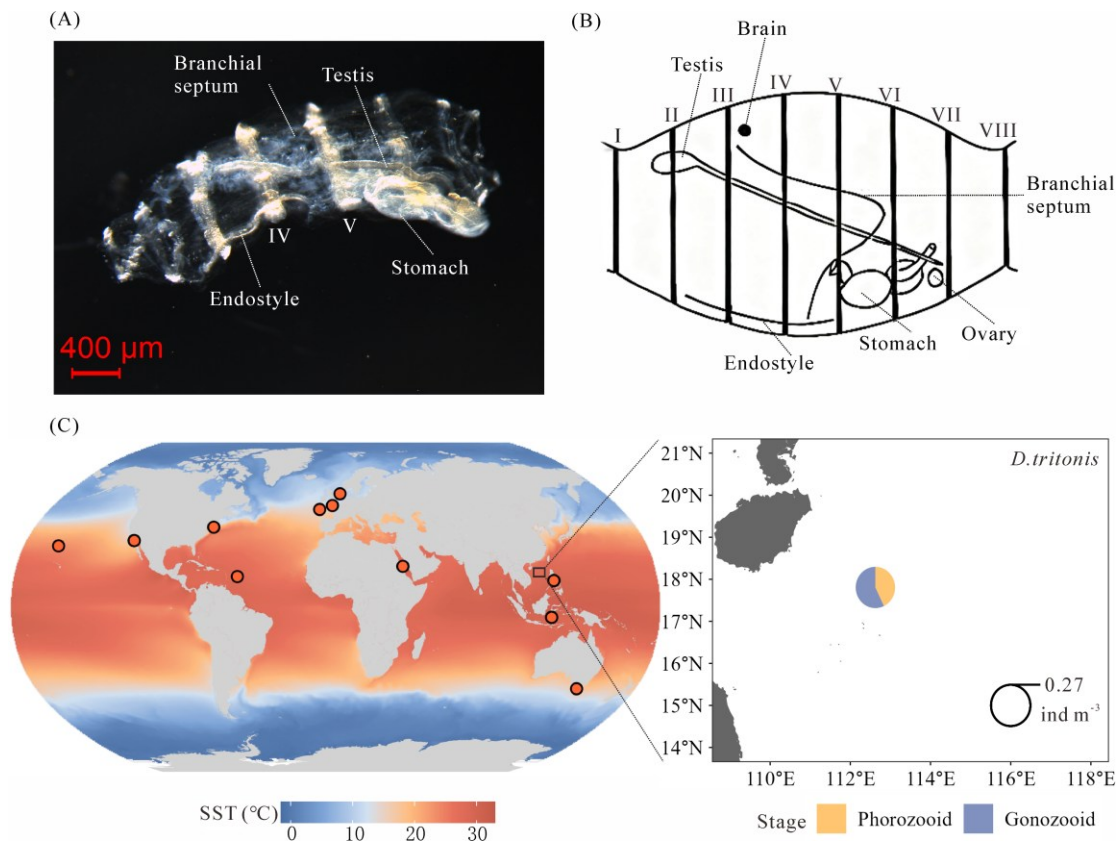 (A)
Branchial
septum
Testis
IV
V
Stomach
Endostyle
400 μm
(B)
Brain
Testis
I
II
III
IV
V
VI
VII
VIII
Branchial
septum
Ovary
Stomach
Endostyle
(C)
SST (°C)
0
10
20
30
D.tritonis
21°N
20°N
19°N
18°N
17°N
16°N
15°N
14°N
0.27
ind m⁻³
110°E
112°E
114°E
116°E
118°E
Stage
Phorozooid
Gonozooid